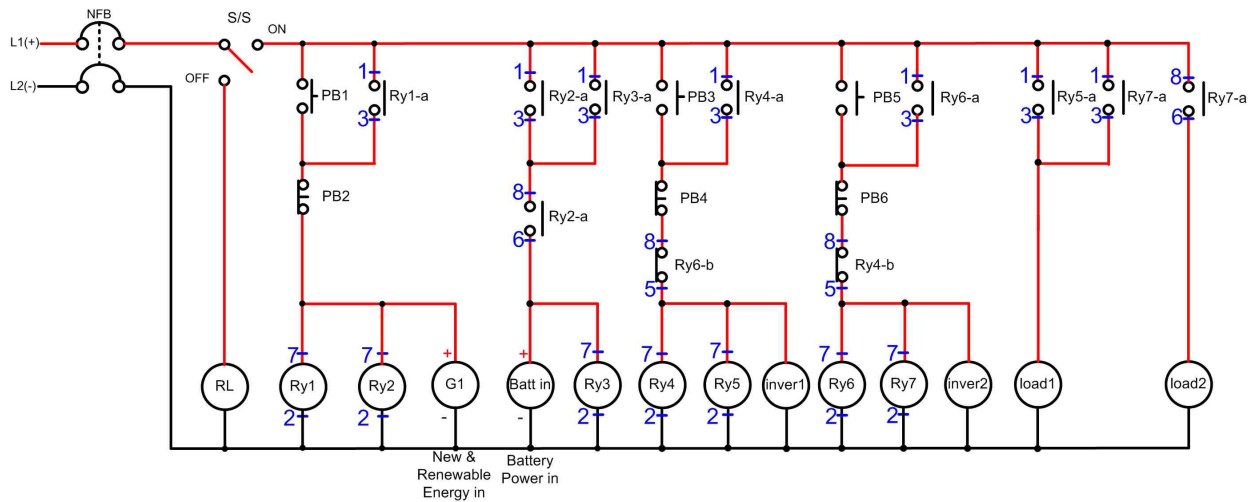 NFB
S/S
ON
L1(+)
L2(-)
OFF
1
PB1
Ry1-a
3
1
Ry2-a
3
1
Ry3-a
3
PB3
1
Ry4-a
3
PB5
1
Ry6-a
3
1
Ry5-a
3
1
Ry7-a
3
8
Ry7-a
6
PB2
8
Ry2-a
6
PB4
PB6
8
Ry6-b
5
8
Ry4-b
5
RL
7
Ry1
2
7
Ry2
2
+
G1
-
+
Batt in
-
7
Ry3
2
7
Ry4
2
7
Ry5
2
inver1
7
Ry6
2
7
Ry7
2
inver2
load1
load2
New &
Renewable
Energy in
Battery
Power in